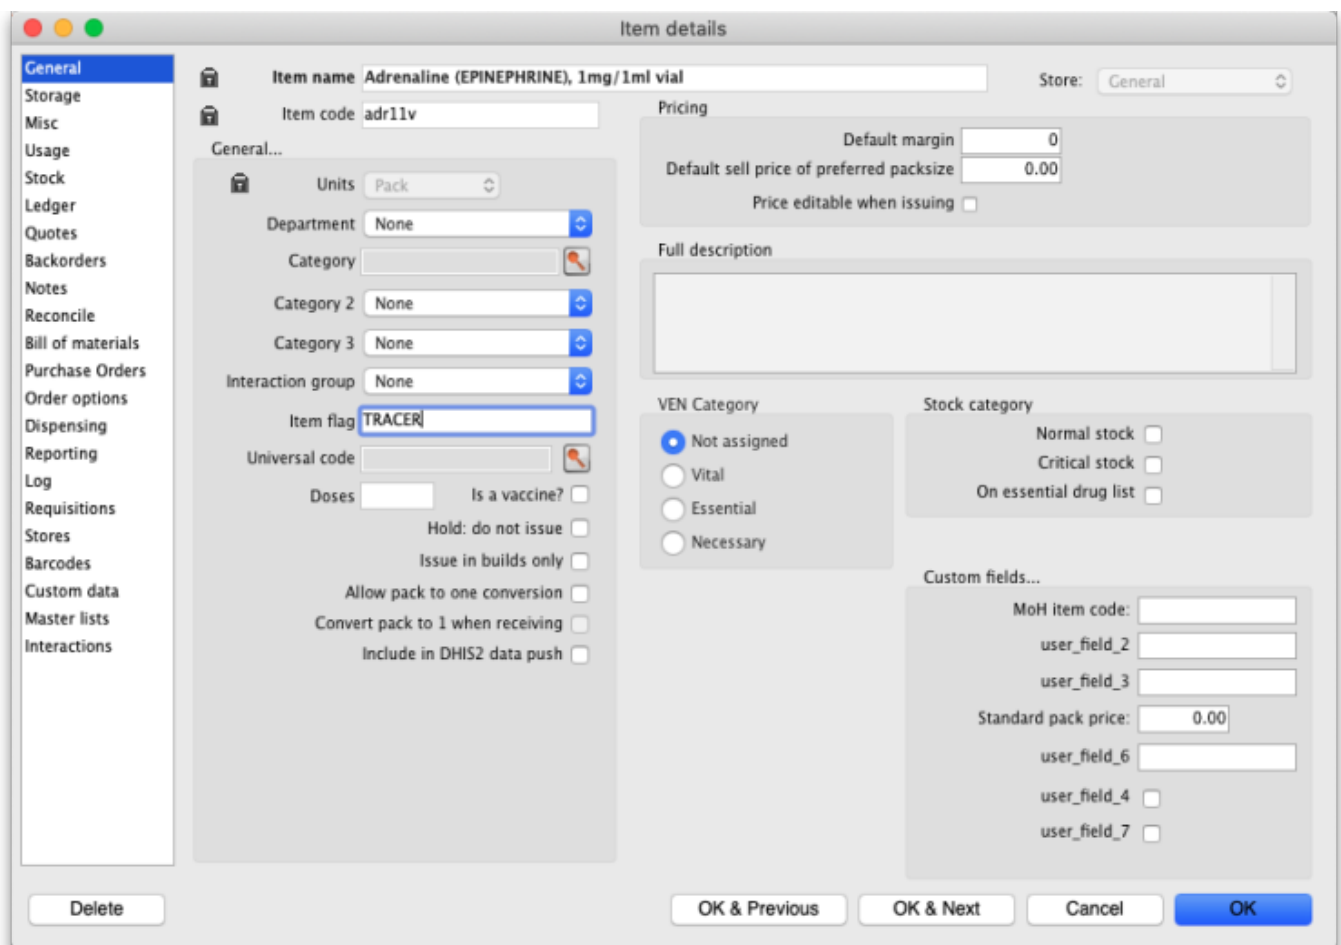 Item details
General
Storage
Misc
Usage
Stock
Ledger
Quotes
Backorders
Notes
Reconcile
Bill of materials
Purchase Orders
Order options
Dispensing
Reporting
Log
Requisitions
Stores
Barcodes
Custom data
Master lists
Interactions
Item name Adrenaline (EPINEPHRINE), 1mg/1ml vial
Store: General
Item code adr11v
General...
Units Pack
Department None
Category
Category 2 None
Category 3 None
Interaction group None
Item flag TRACER
Universal code
Doses Is a vaccine?
Hold: do not issue
Issue in builds only
Allow pack to one conversion
Convert pack to 1 when receiving
Include in DHIS2 data push
Pricing
Default margin 0
Default sell price of preferred packsize 0.00
Price editable when issuing
Full description
VEN Category
Not assigned
Vital
Essential
Necessary
Stock category
Normal stock
Critical stock
On essential drug list
Custom fields...
MoH item code:
user_field_2
user_field_3
Standard pack price: 0.00
user_field_6
user_field_4
user_field_7
Delete
OK & Previous
OK & Next
Cancel
OK